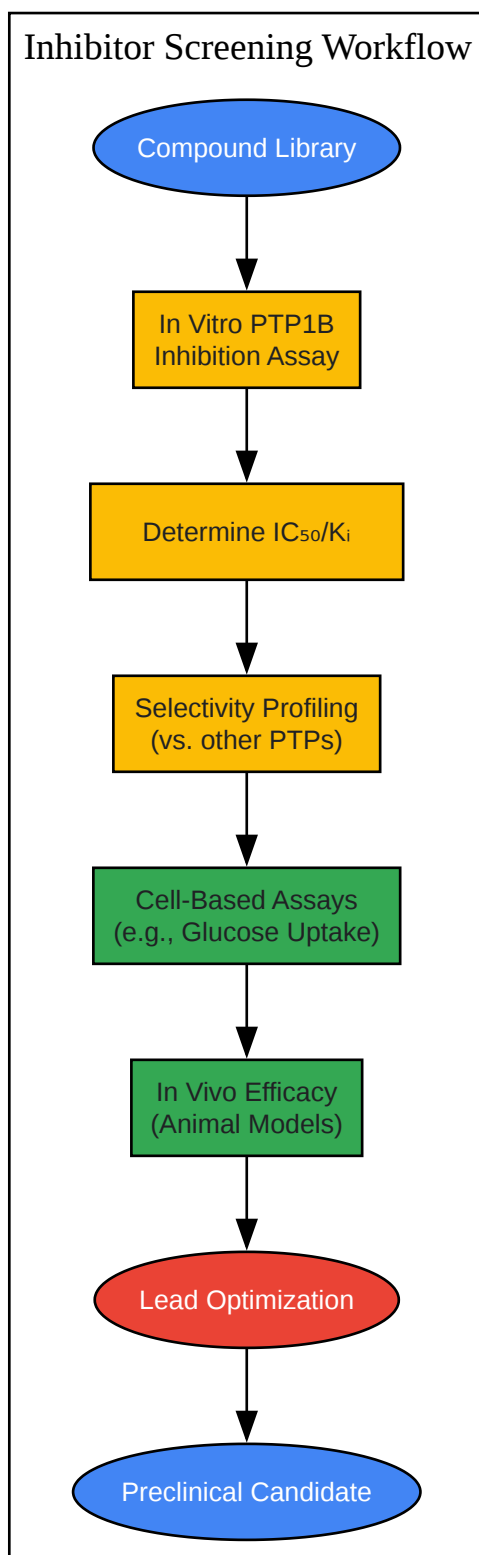 Inhibitor Screening Workflow
Compound Library
In Vitro PTP1B
Inhibition Assay
Determine IC₅₀/Kᵢ
Selectivity Profiling
(vs. other PTPs)
Cell-Based Assays
(e.g., Glucose Uptake)
In Vivo Efficacy
(Animal Models)
Lead Optimization
Preclinical Candidate